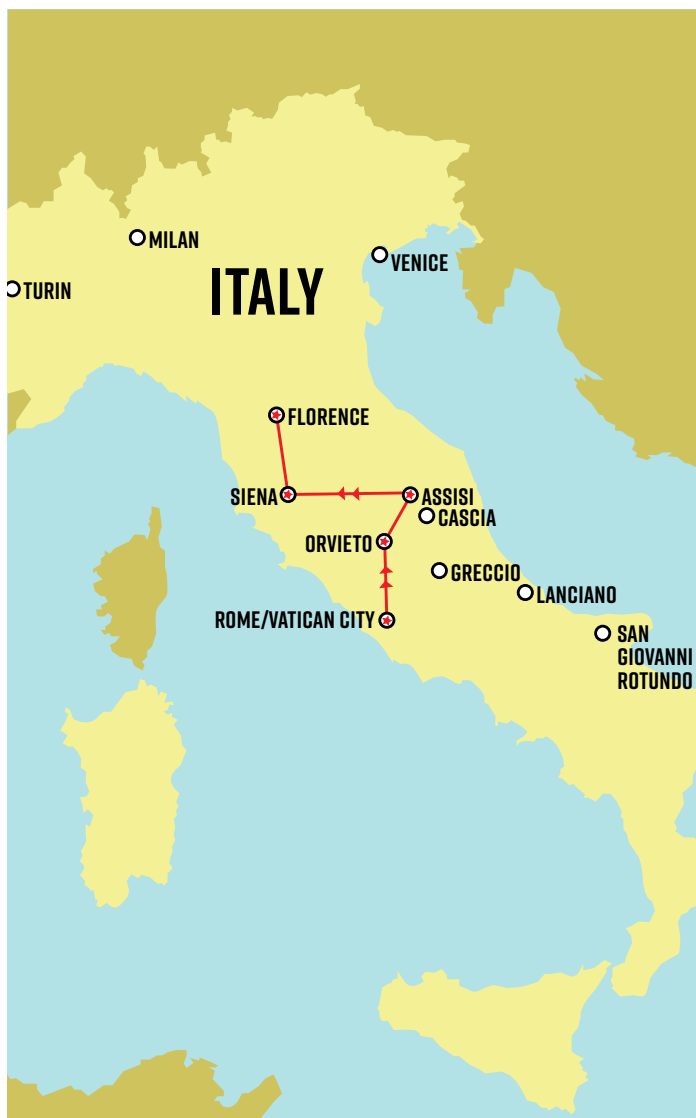 MILAN
VENICE
ITALY
TURIN
FLORENCE
SIENA
ASSISI
CASCIA
ORVIETO
GRECCIO
LANCIANO
ROME/VATICAN CITY
SAN
GIOVANNI
ROTUNDO